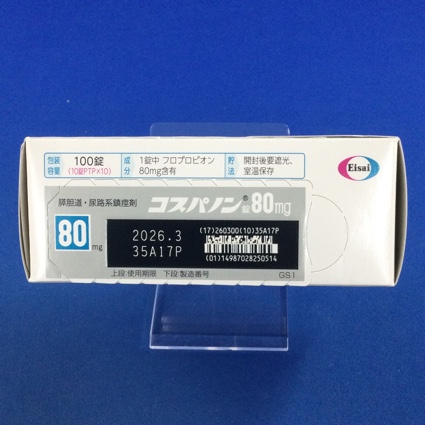 包装容量 100錠 (10錠PTP×10)
成分 1錠中 フロプロピオン 80mg含有
貯法 開封後要遮光、室温保存
Eisai
膵胆道・尿路系鎮痙剤
コスパノン®錠80mg
80mg
2026.3
35A17P
(17)260300(10)35A17P
(01)14987028250514
上段:使用期限 下段:製造番号
GS1